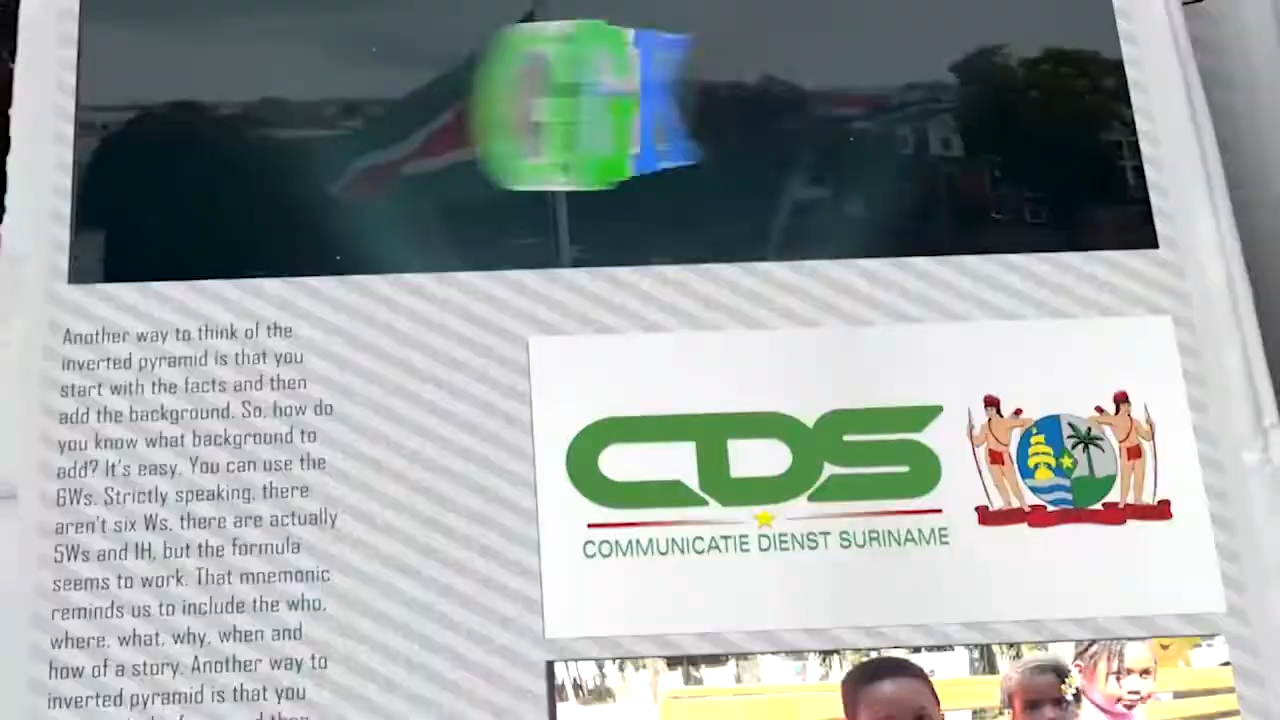 Another way to think of the
inverted pyramid is that you
start with the facts and then
add the background. So, how do
you know what background to
add? It's easy. You can use the
6Ws. Strictly speaking, there
aren't six Ws, there are actually
5Ws and 1H, but the formula
seems to work. That mnemonic
reminds us to include the who,
where, what, why, when and
how of a story. Another way to
inverted pyramid is that you
CDS
COMMUNICATIE DIENST SURINAME